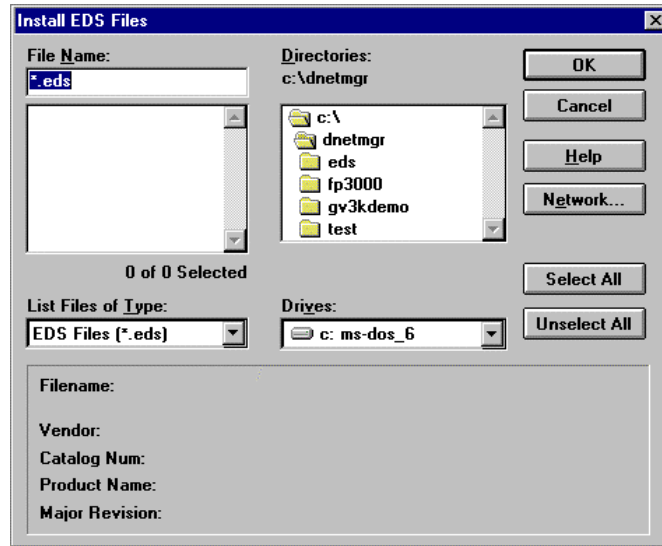 Install EDS Files
File Name:
*.eds
0 of 0 Selected
List Files of Type:
EDS Files (*.eds)
Directories:
c:\dnetmgr
c:\
dnetmgr
eds
fp3000
gv3kdemo
test
Drives:
c: ms-dos_6
OK
Cancel
Help
Network...
Select All
Unselect All
Filename:
Vendor:
Catalog Num:
Product Name:
Major Revision: